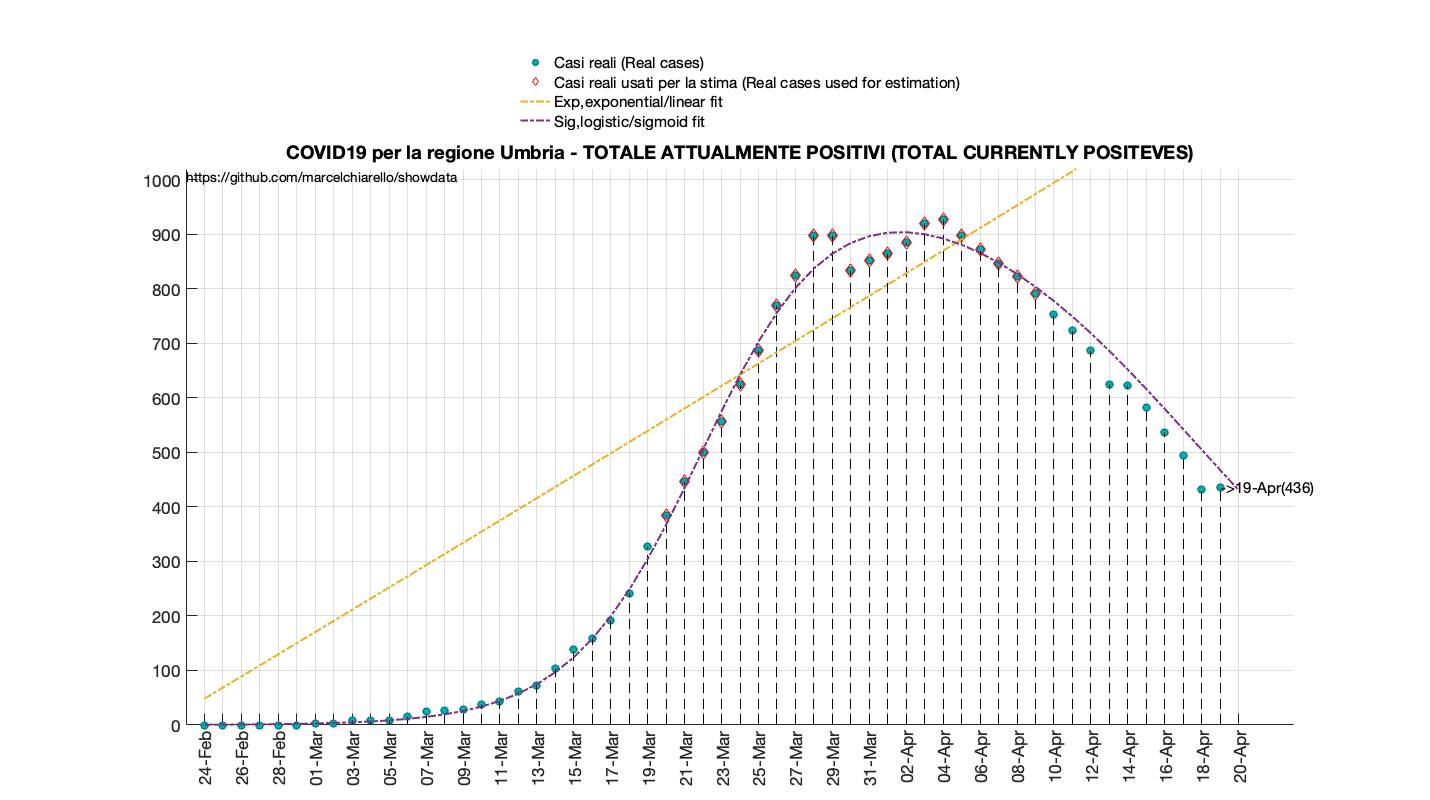 Casi reali (Real cases)
Casi reali usati per la stima (Real cases used for estimation)
Exp,exponential/linear fit
Sig,logistic/sigmoid fit
COVID19 per la regione Umbria - TOTALE ATTUALMENTE POSITIVI (TOTAL CURRENTLY POSITEVES)
https://github.com/marcelchiarello/showdata
1000
900
800
700
600
500
400
300
200
100
0
->19-Apr(436)
24-Feb
26-Feb
28-Feb
01-Mar
03-Mar
05-Mar
07-Mar
09-Mar
11-Mar
13-Mar
15-Mar
17-Mar
19-Mar
21-Mar
23-Mar
25-Mar
27-Mar
29-Mar
31-Mar
02-Apr
04-Apr
06-Apr
08-Apr
10-Apr
12-Apr
14-Apr
16-Apr
18-Apr
20-Apr